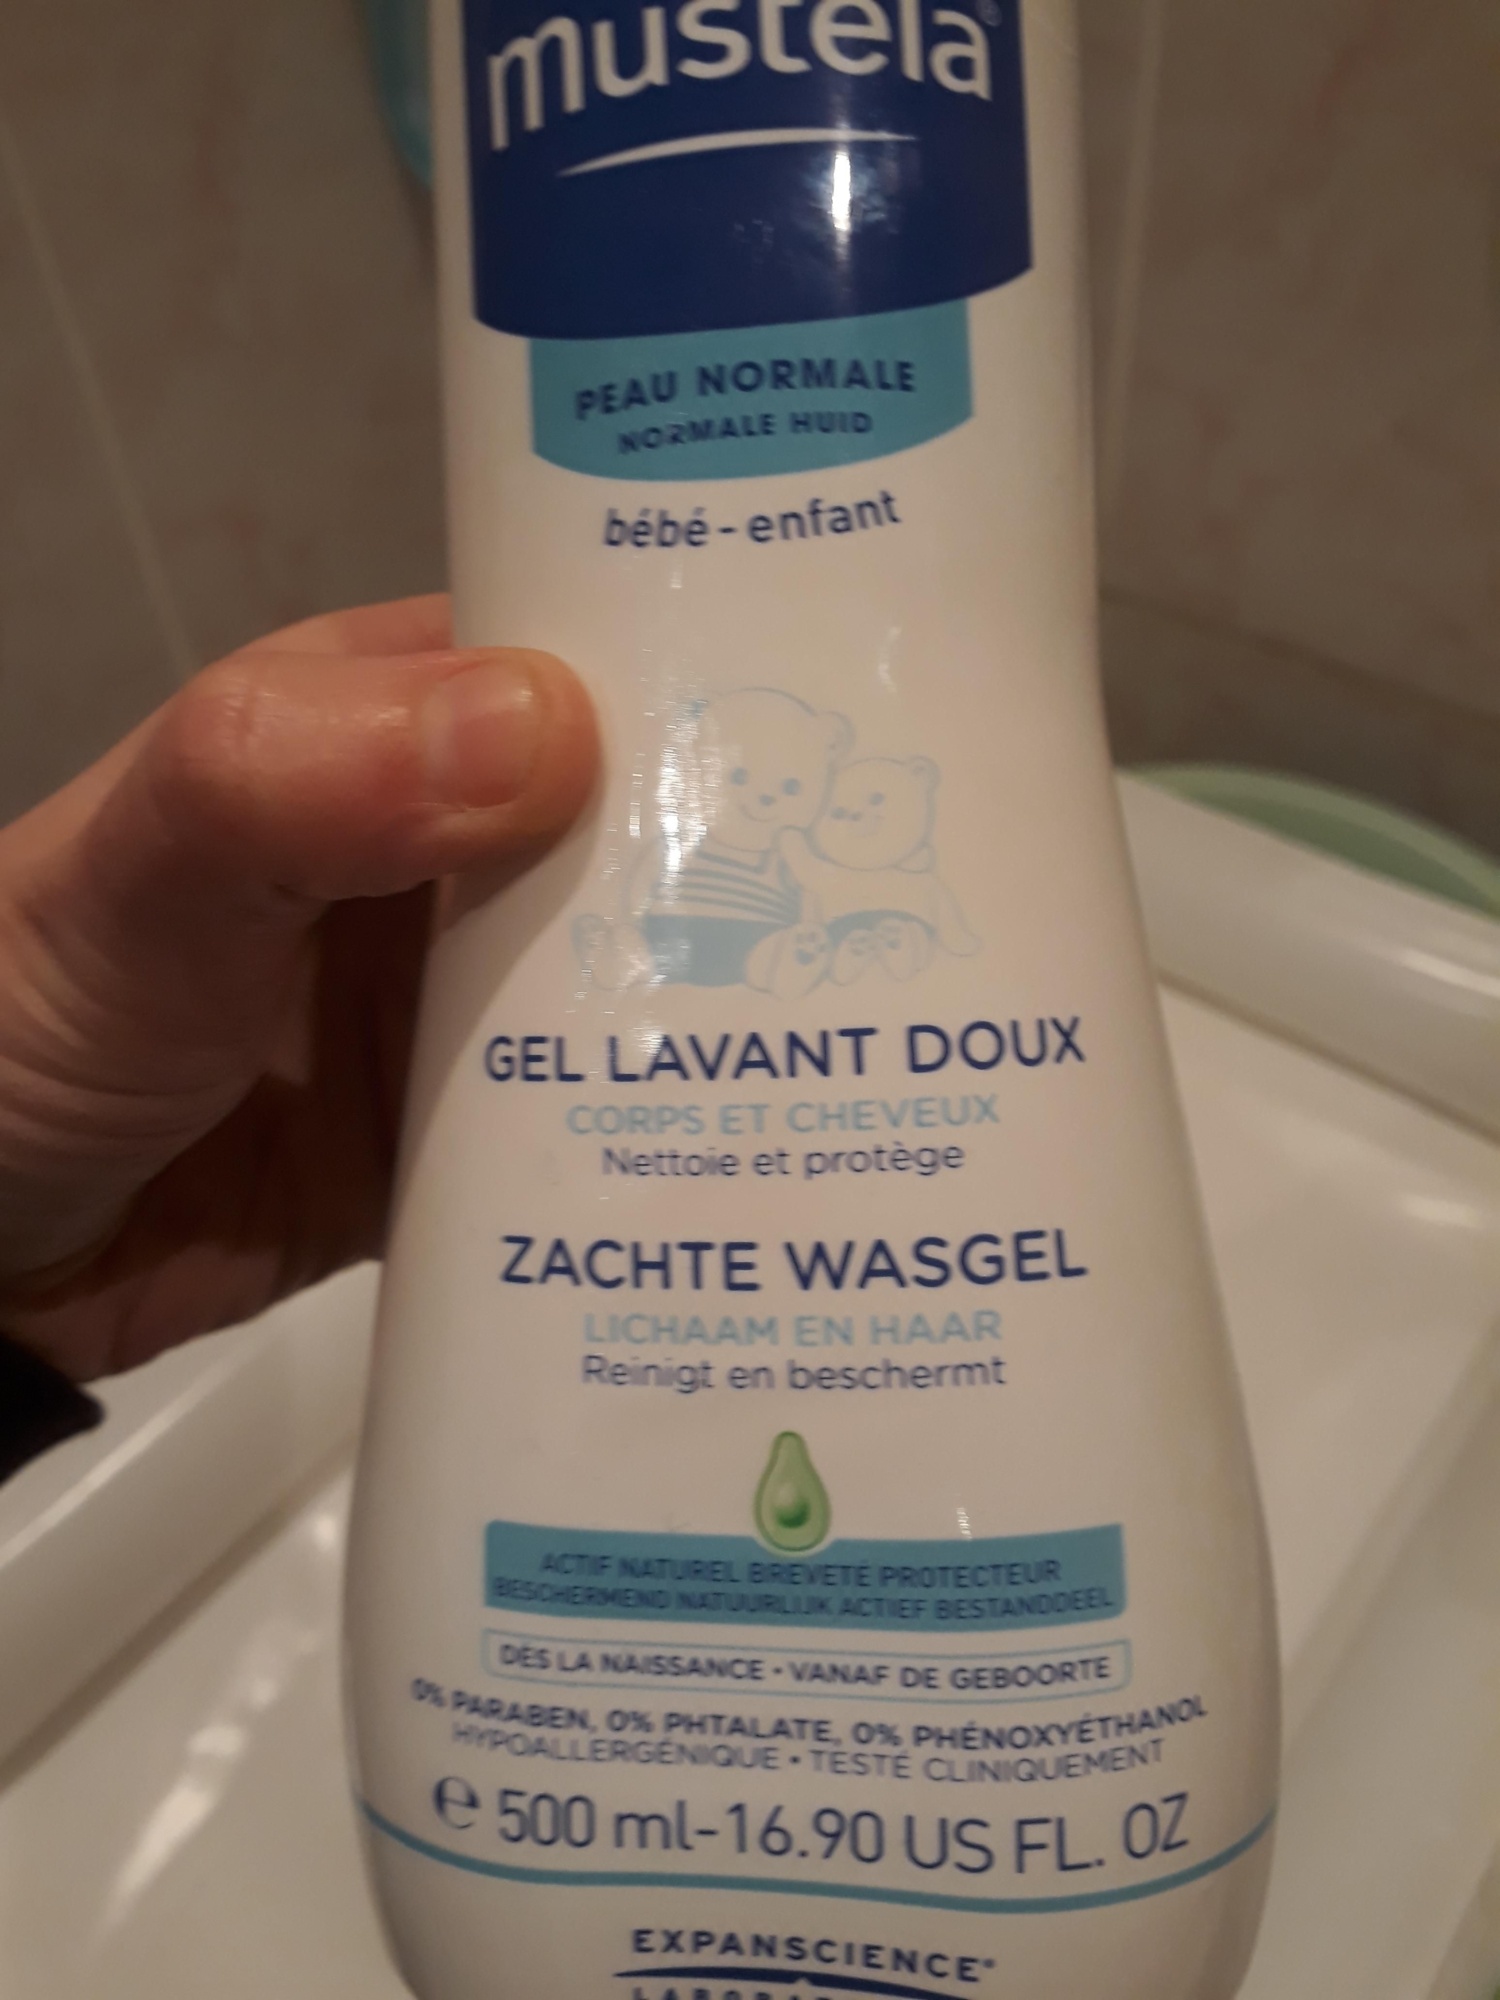 mustela®
PEAU NORMALE
NORMALE HUID
bébé - enfant
GEL LAVANT DOUX
CORPS ET CHEVEUX
Nettoie et protège
ZACHTE WASGEL
LICHAAM EN HAAR
Reinigt en beschermt
ACTIF NATUREL BREVETÉ PROTECTEUR
BESCHERMEND NATUURLIJK ACTIEF BESTANDDEEL
DÈS LA NAISSANCE • VANAF DE GEBOORTE
0% PARABEN, 0% PHTALATE, 0% PHÉNOXYÉTHANOL
HYPOALLERGÉNIQUE • TESTÉ CLINIQUEMENT
℮ 500 ml-16.90 US FL. OZ
EXPANSCIENCE®